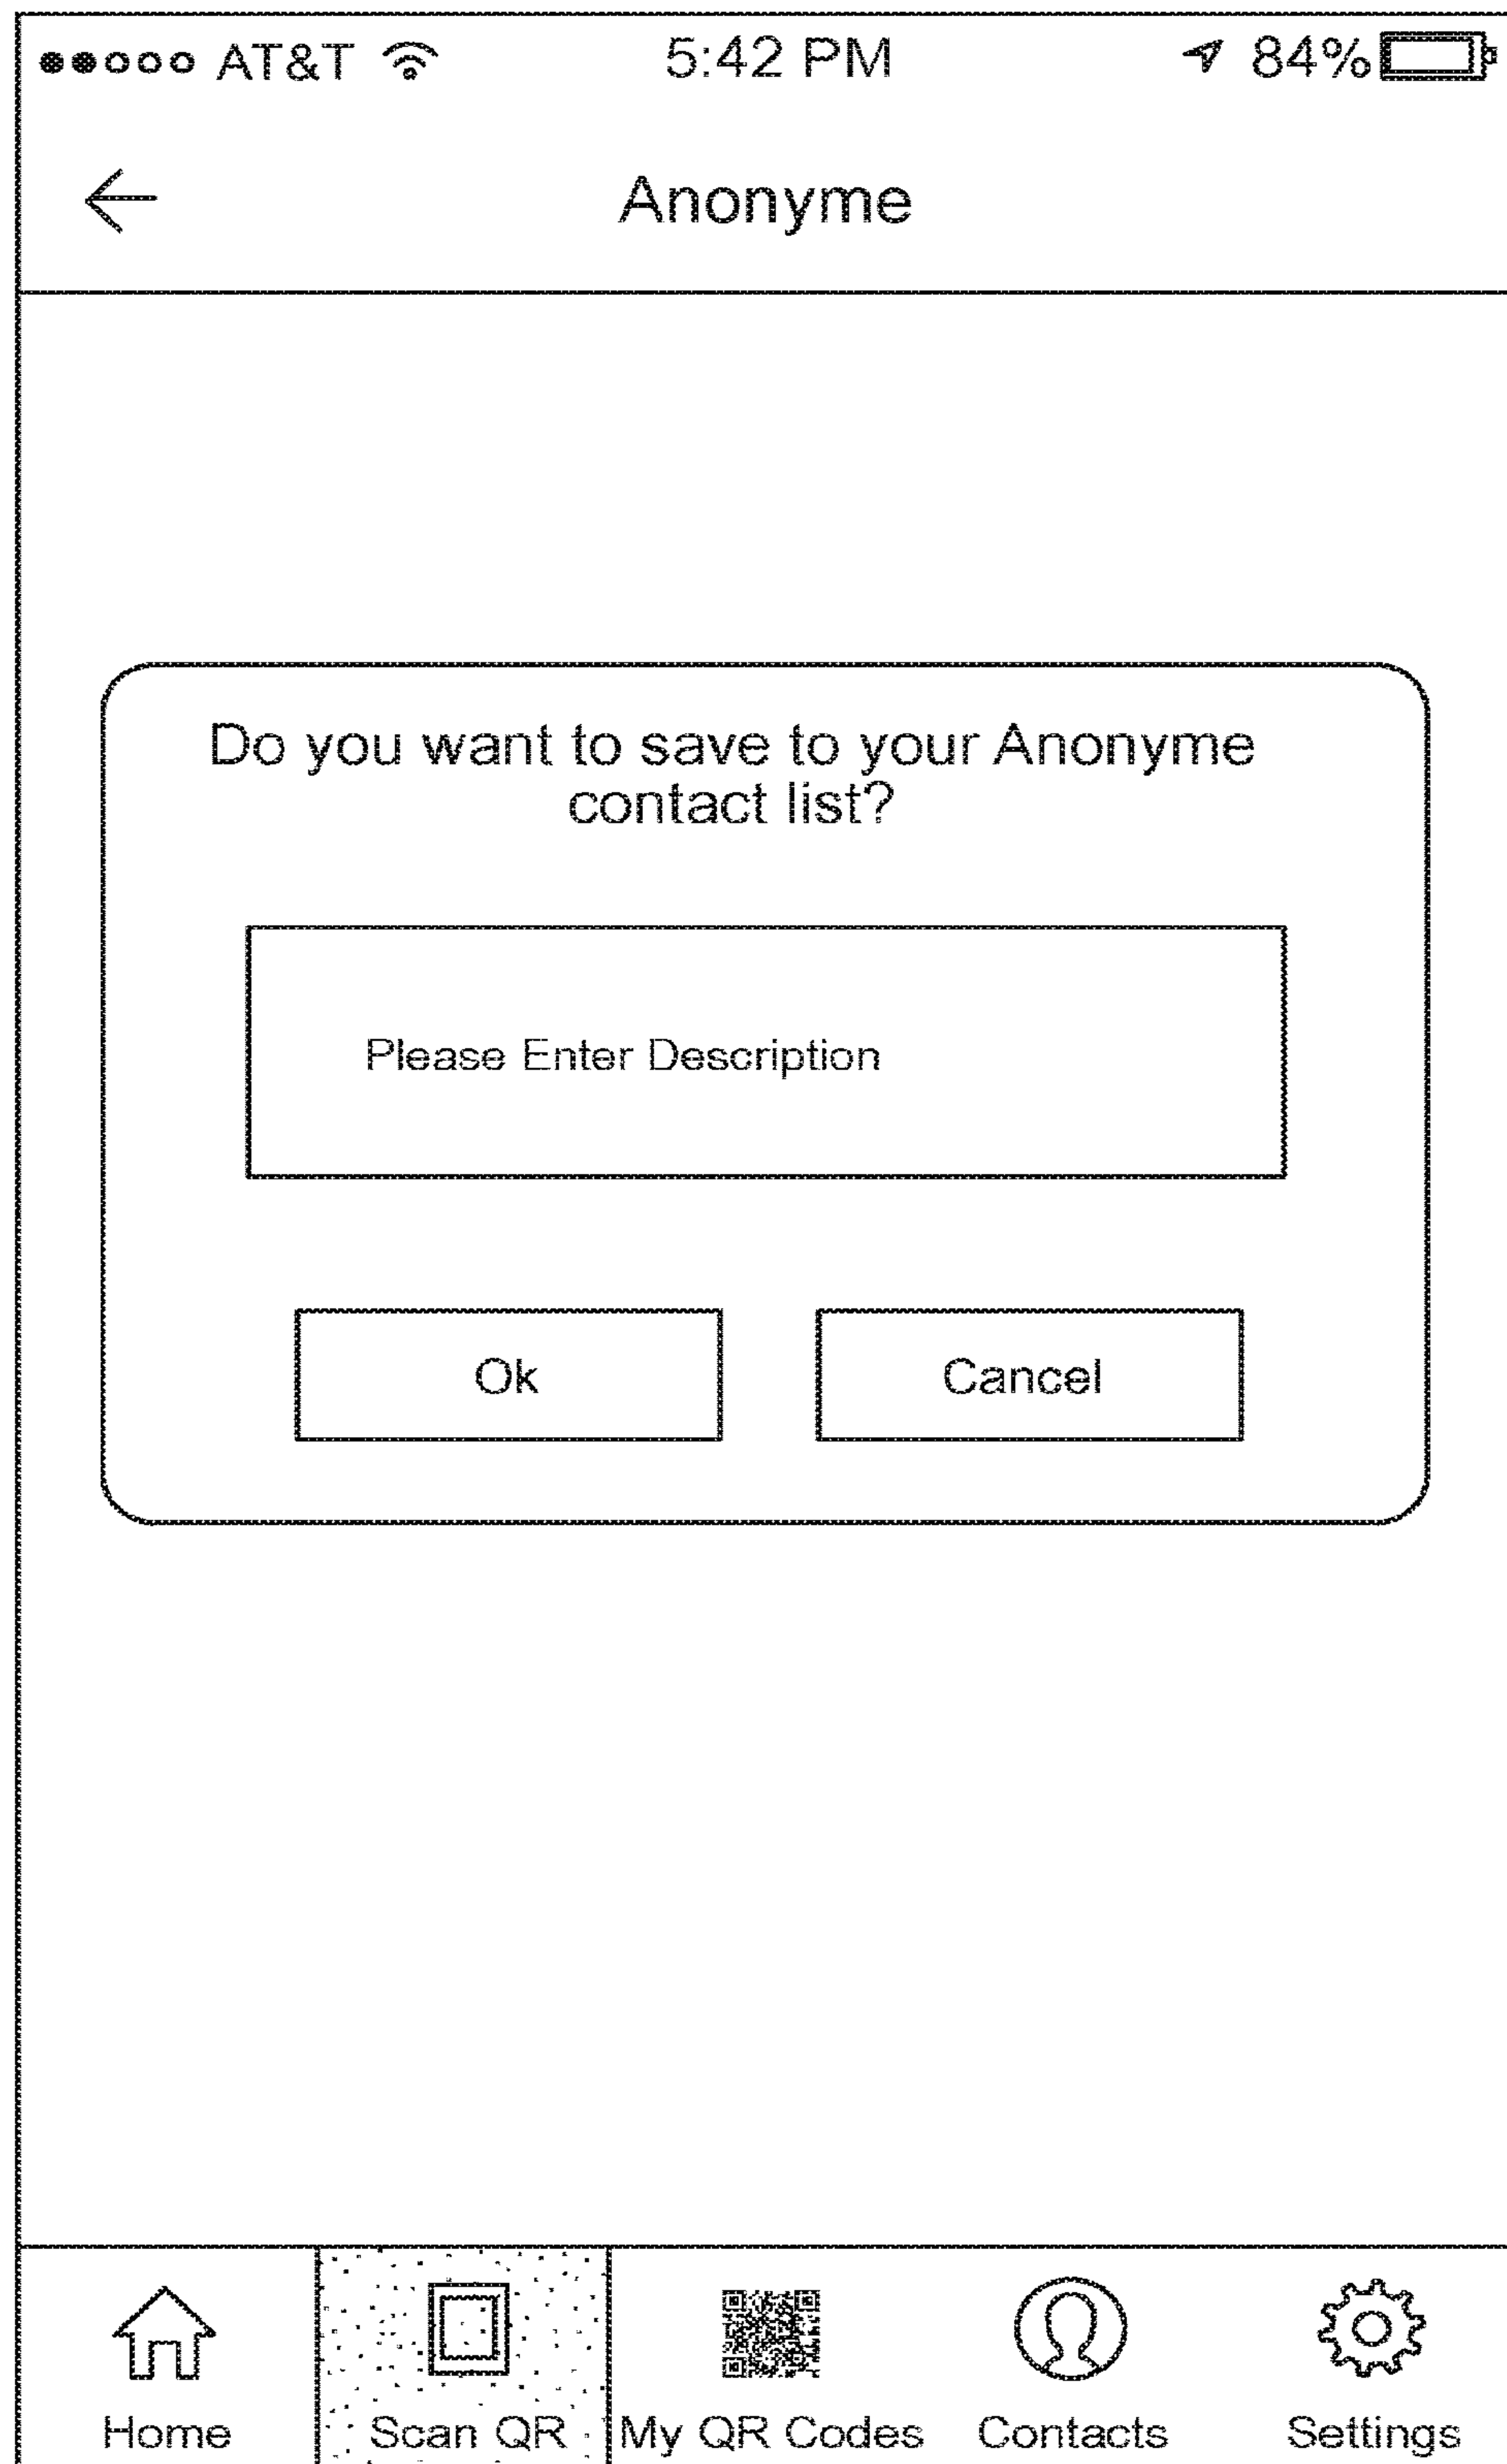 AT&T 5:42 PM 84%
Anonyme
Do you want to save to your Anonyme
contact list?
Please Enter Description
Ok Cancel
Home Scan QR My QR Codes Contacts Settings